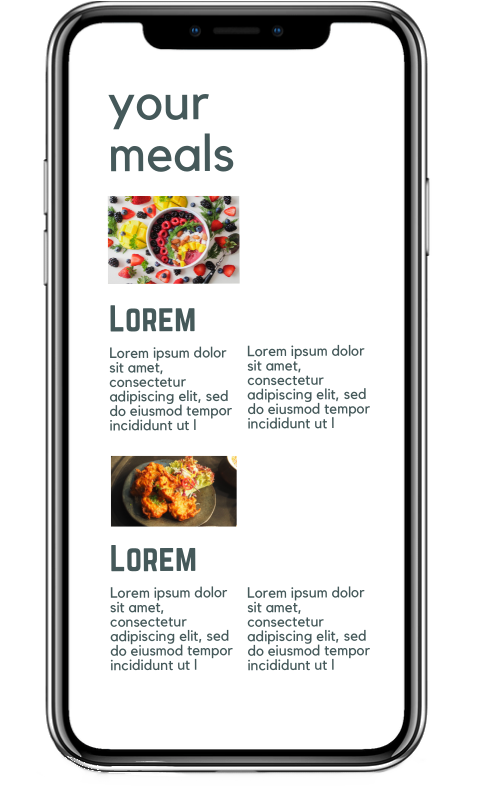 your
meals
LOREM
Lorem ipsum dolor
sit amet,
consectetur
adipiscing elit, sed
do eiusmod tempor
incididunt ut l
Lorem ipsum dolor
sit amet,
consectetur
adipiscing elit, sed
do eiusmod tempor
incididunt ut l
LOREM
Lorem ipsum dolor
sit amet,
consectetur
adipiscing elit, sed
do eiusmod tempor
incididunt ut l
Lorem ipsum dolor
sit amet,
consectetur
adipiscing elit, sed
do eiusmod tempor
incididunt ut l